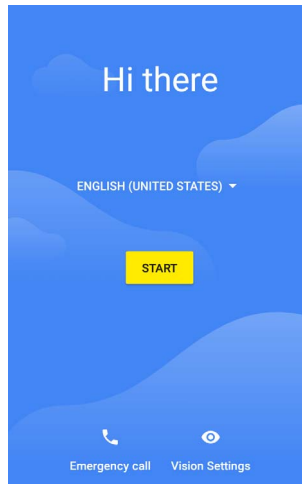 Hi there
ENGLISH (UNITED STATES)
START
Emergency call Vision Settings